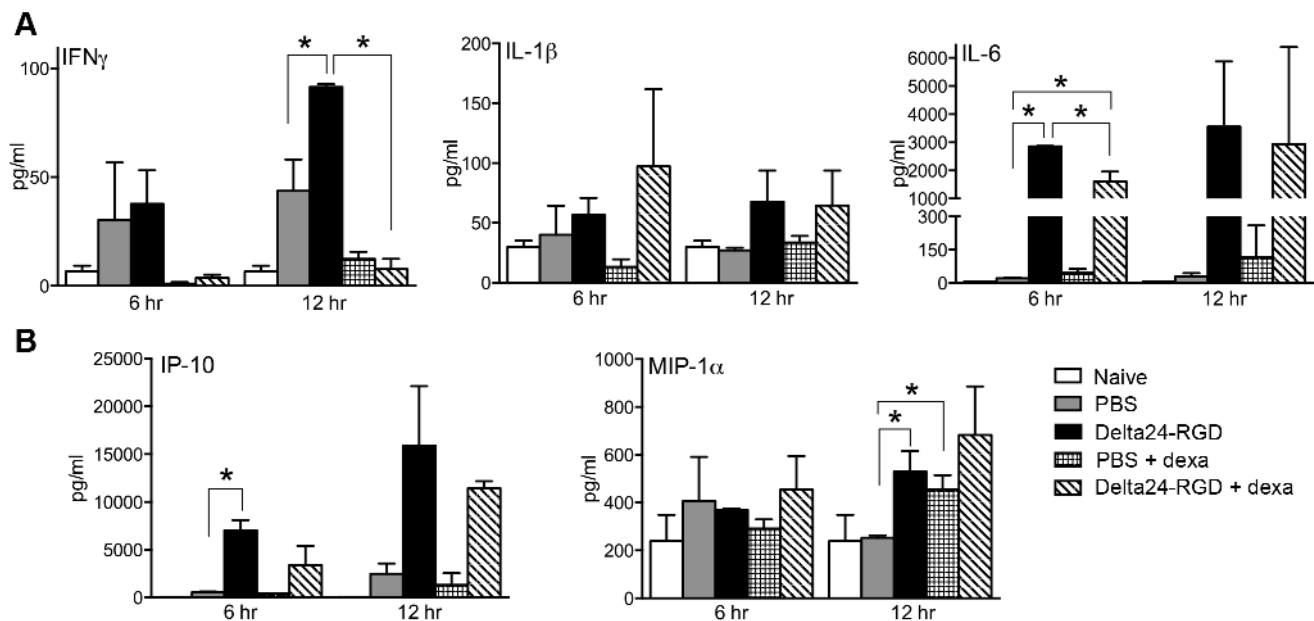 A
IFNγ
100
50
0
pg/ml
*
*
6 hr
12 hr
IL-1β
200
150
100
50
0
pg/ml
6 hr
12 hr
IL-6
6000
5000
4000
3000
2000
1000
300
150
0
pg/ml
*
*
*
6 hr
12 hr
B
IP-10
25000
20000
15000
10000
5000
0
pg/ml
*
6 hr
12 hr
MIP-1α
1000
800
600
400
200
0
pg/ml
*
*
6 hr
12 hr
Naive
PBS
Delta24-RGD
PBS + dexa
Delta24-RGD + dexa